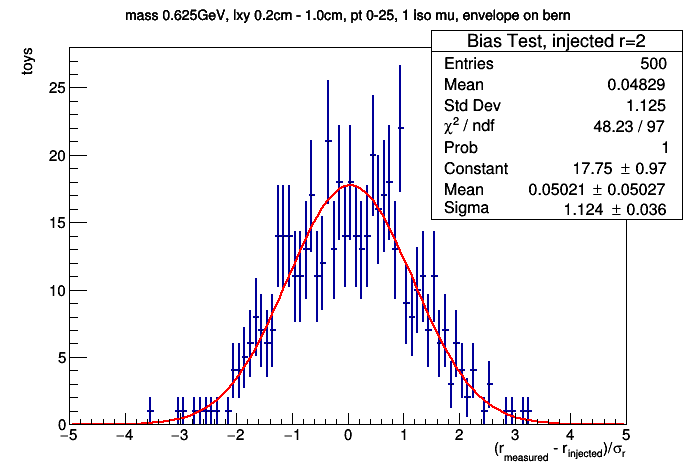 mass 0.625GeV, lxy 0.2cm - 1.0cm, pt 0-25, 1 Iso mu, envelope on bern
toys
Bias Test, injected r=2
Entries 500
Mean 0.04829
Std Dev 1.125
χ² / ndf 48.23 / 97
Prob 1
Constant 17.75 ± 0.97
Mean 0.05021 ± 0.05027
Sigma 1.124 ± 0.036
25
20
15
10
5
0
−5 −4 −3 −2 −1 0 1 2 3 4 5
(r_measured - r_injected)/σ_r